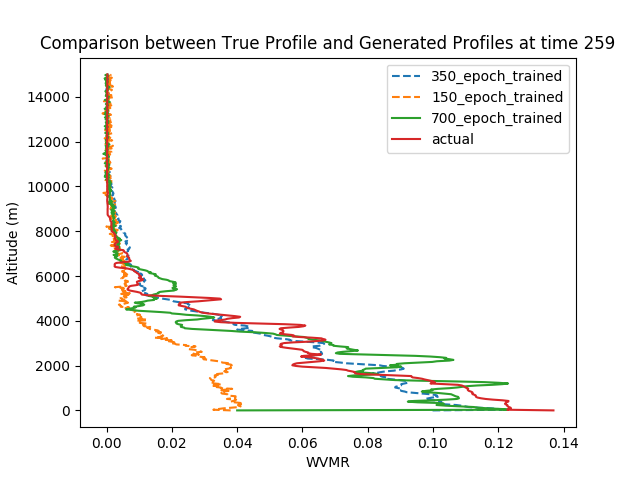 Comparison between True Profile and Generated Profiles at time 259
350_epoch_trained
150_epoch_trained
700_epoch_trained
actual
Altitude (m)
14000
12000
10000
8000
6000
4000
2000
0
0.00 0.02 0.04 0.06 0.08 0.10 0.12 0.14
WVMR